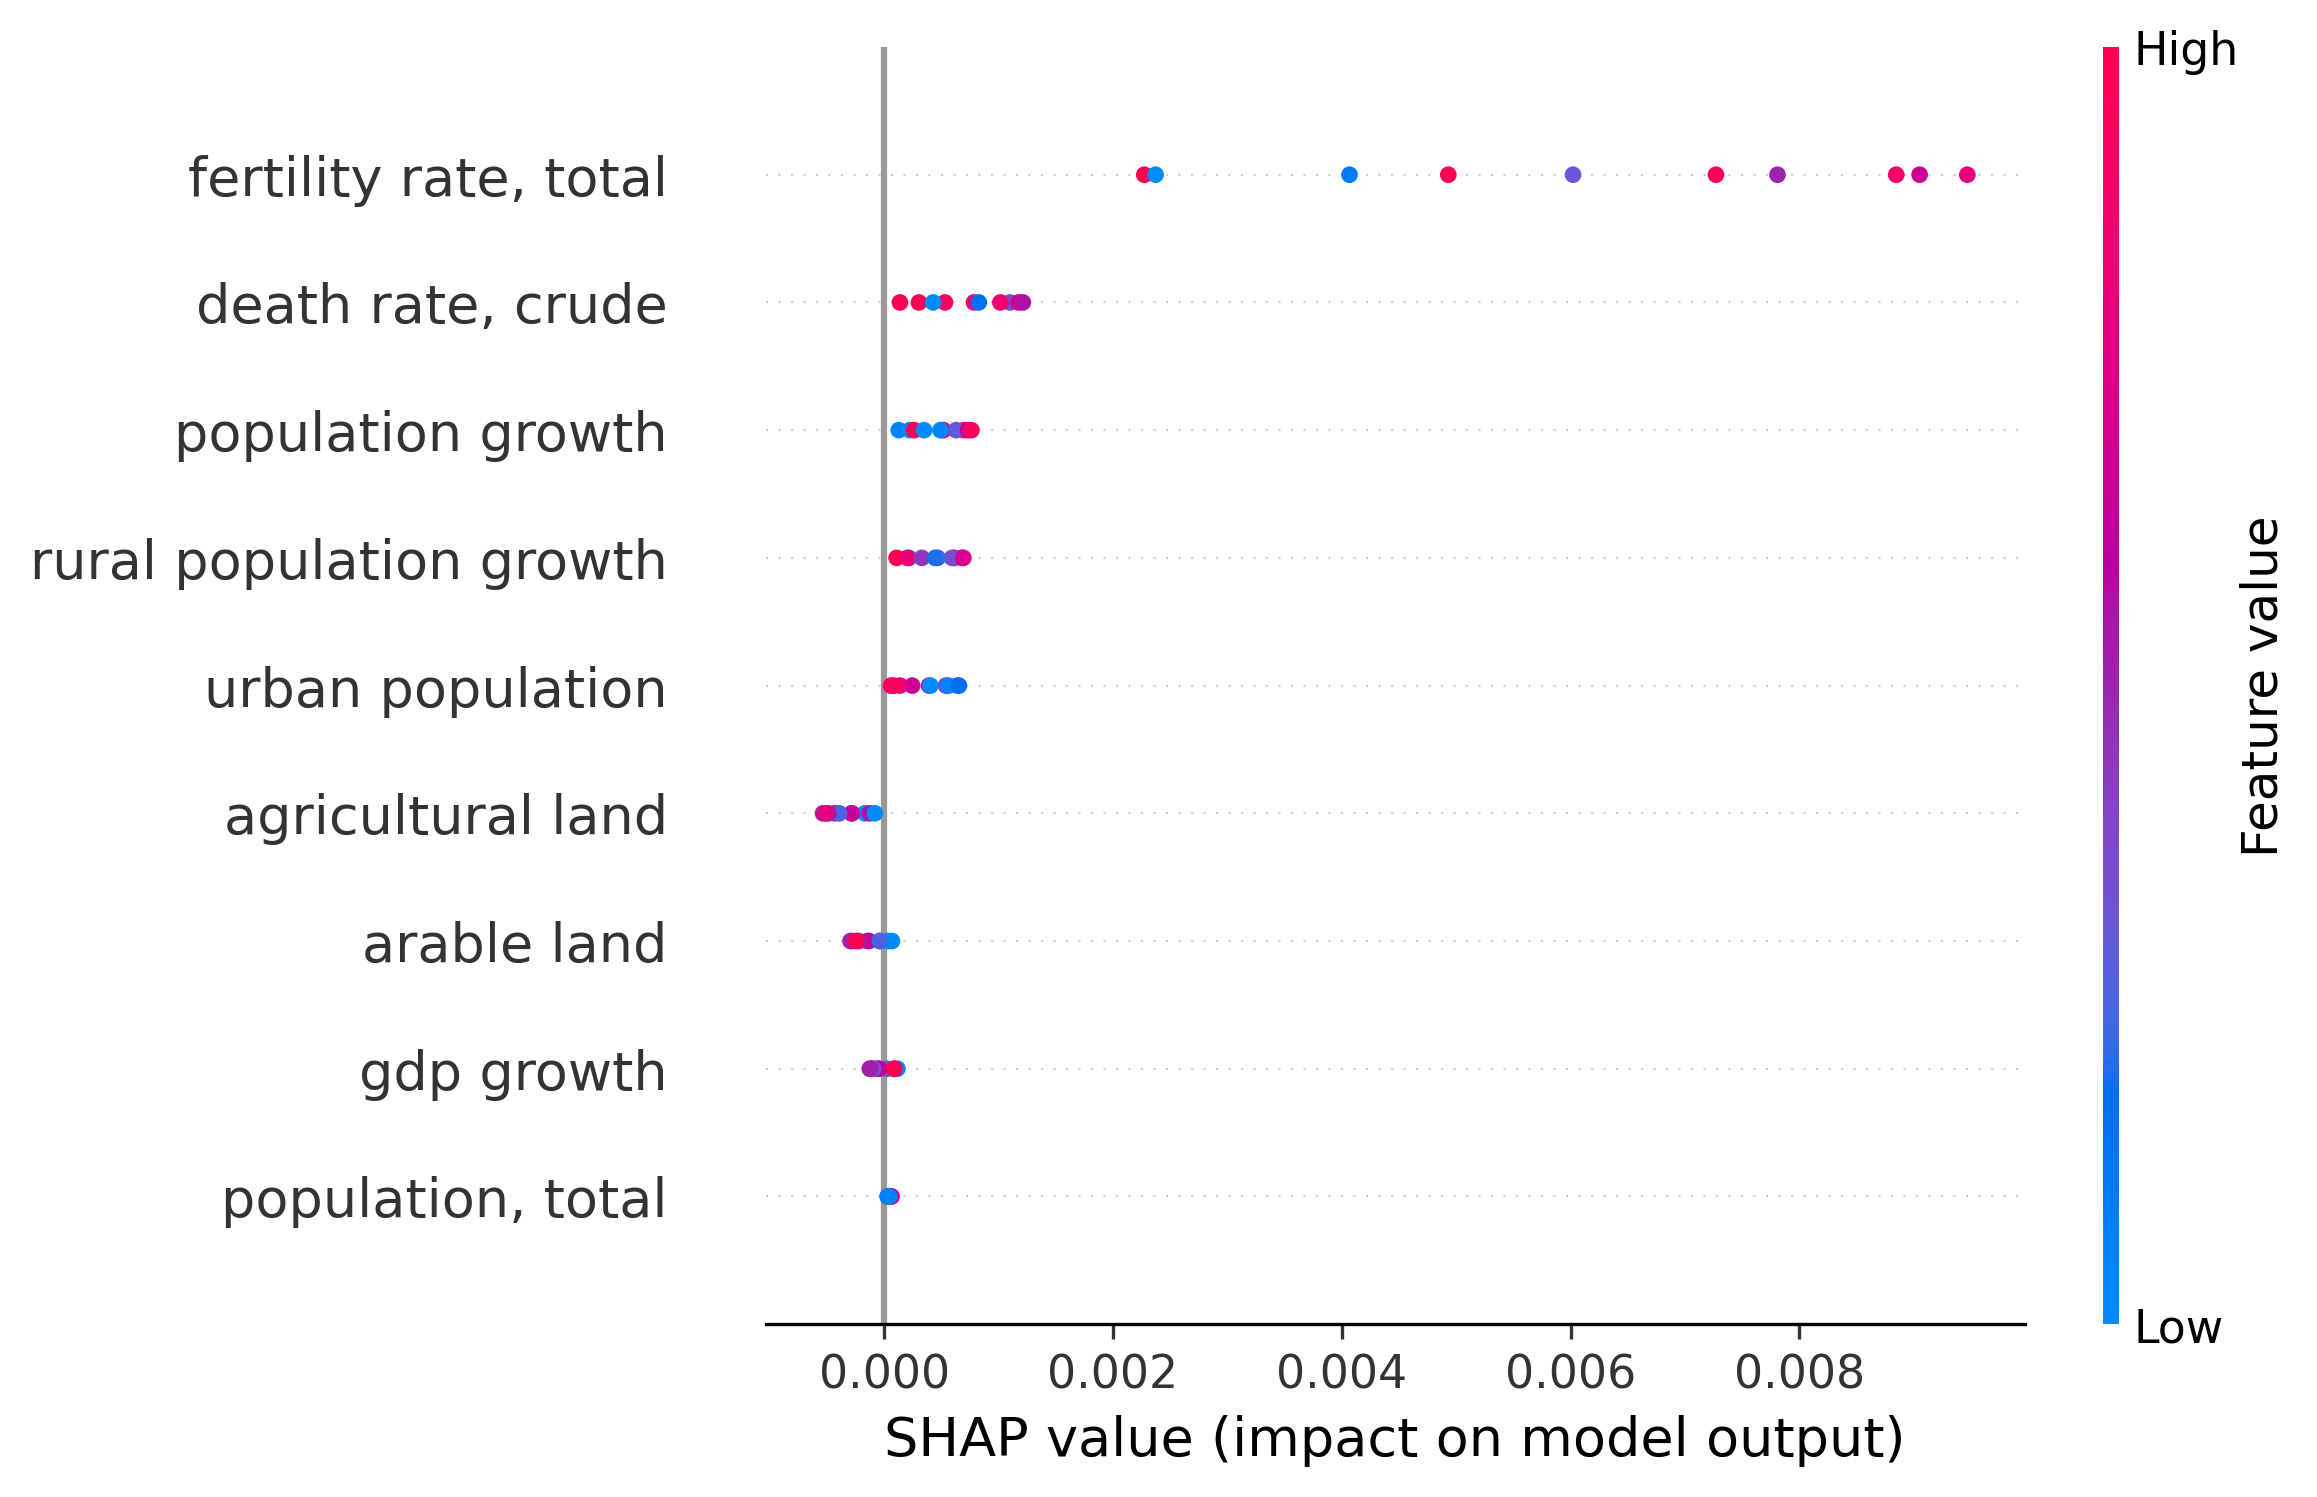 High
fertility rate, total
death rate, crude
population growth
rural population growth
urban population
agricultural land
arable land
gdp growth
population, total
Feature value
Low
0.000 0.002 0.004 0.006 0.008
SHAP value (impact on model output)